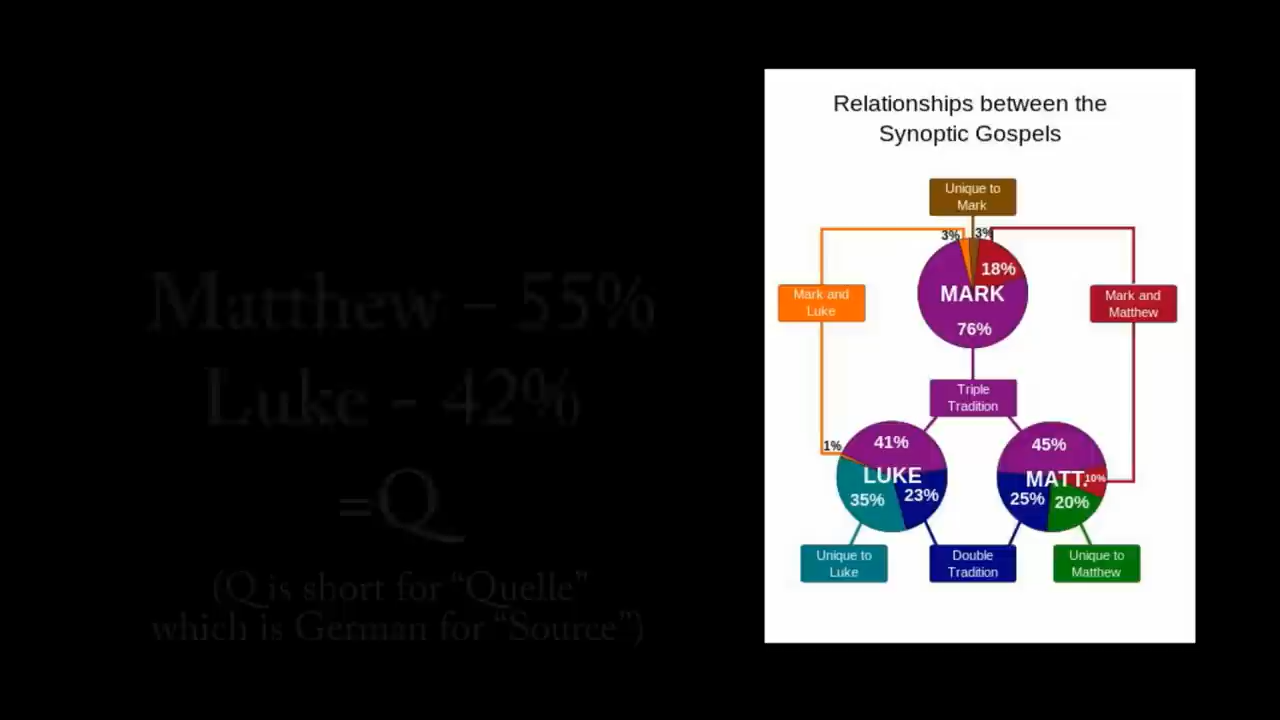 Matthew – 55%
Luke – 42%
=Q
(Q is short for “Quelle”
which is German for “Source”)
Relationships between the
Synoptic Gospels
Unique to
Mark
3%
3%
18%
MARK
76%
Mark and
Luke
Mark and
Matthew
Triple
Tradition
1%
41%
LUKE
35%
23%
45%
MATT.
10%
25%
20%
Unique to
Luke
Double
Tradition
Unique to
Matthew